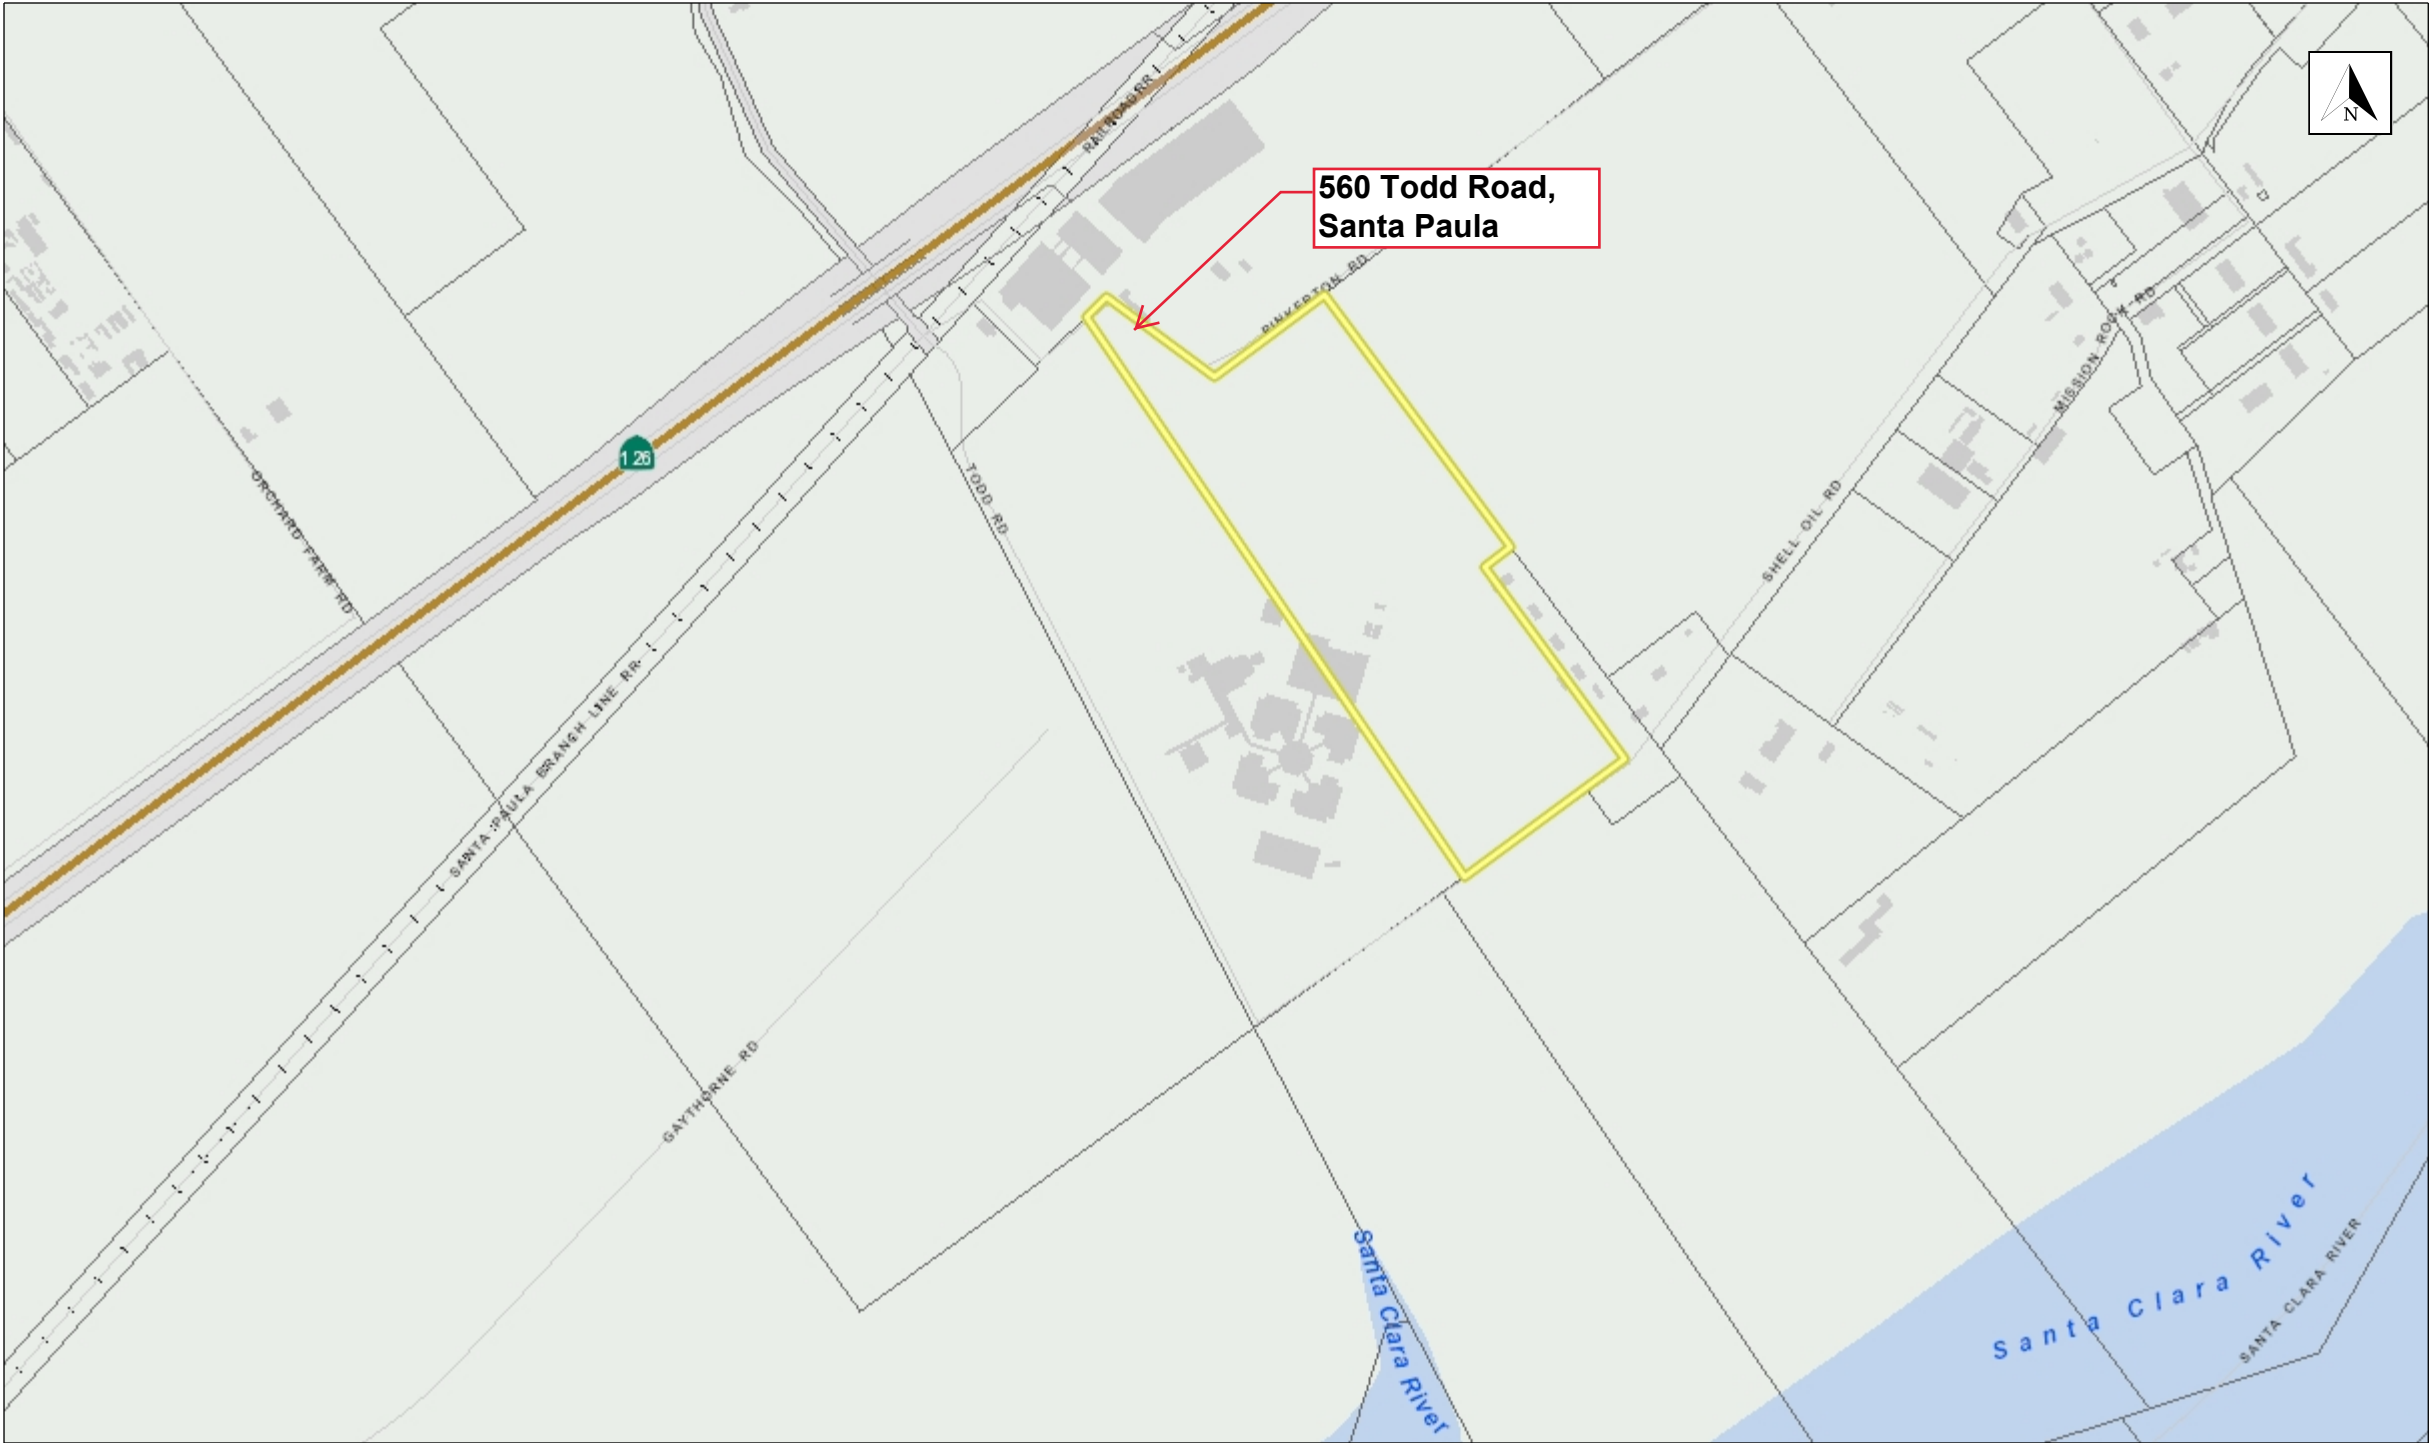 RAILROAD RR
N
560 Todd Road,
Santa Paula
PINKERTON RD
MISSION ROCK RD
126
ORCHARD FARM RD
TODD RD
SHELL OIL RD
SANTA PAULA BRANCH LINE RR
GAYTHORNE RD
Santa Clara River
Santa Clara River
SANTA CLARA RIVER